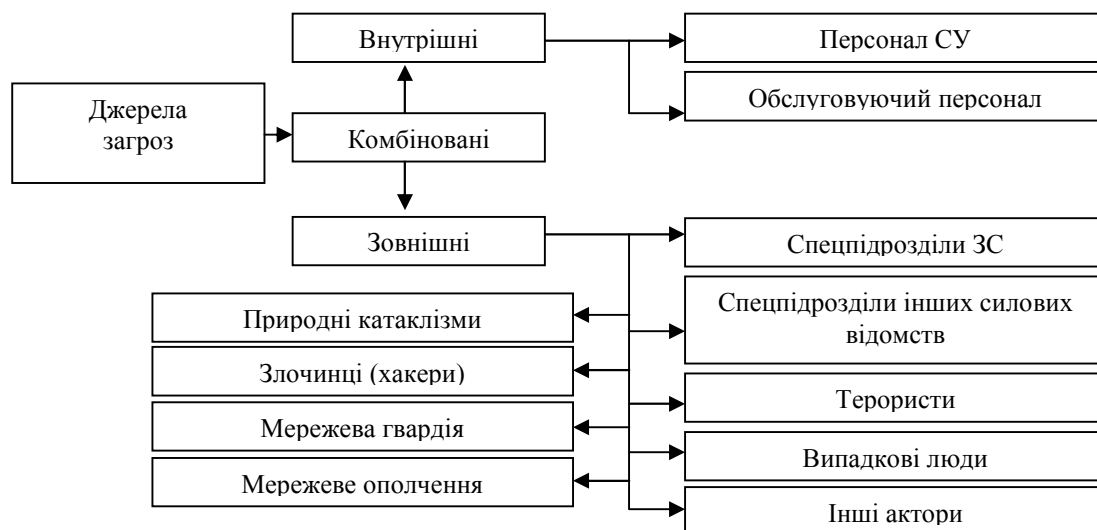 Внутрішні
Персонал СУ
Обслуговуючий персонал
Джерела
загроз
Комбіновані
Зовнішні
Спецпідрозділи ЗС
Природні катаклізми
Спецпідрозділи інших силових
відомств
Злочинці (хакери)
Терористи
Мережева гвардія
Випадкові люди
Мережеве ополчення
Інші актори